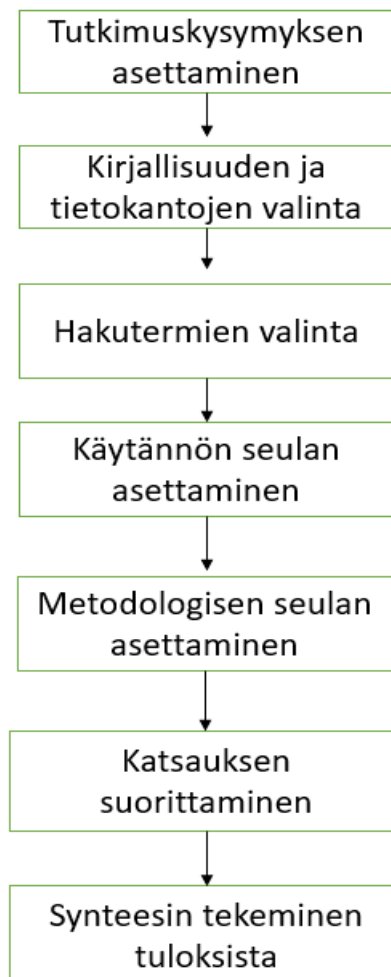 Tutkimuskysymyksen
asettaminen
Kirjallisuuden ja
tietokantojen valinta
Hakutermien valinta
Käytännön seulan
asettaminen
Metodologisen seulan
asettaminen
Katsauksen
suorittaminen
Synteesin tekeminen
tuloksista